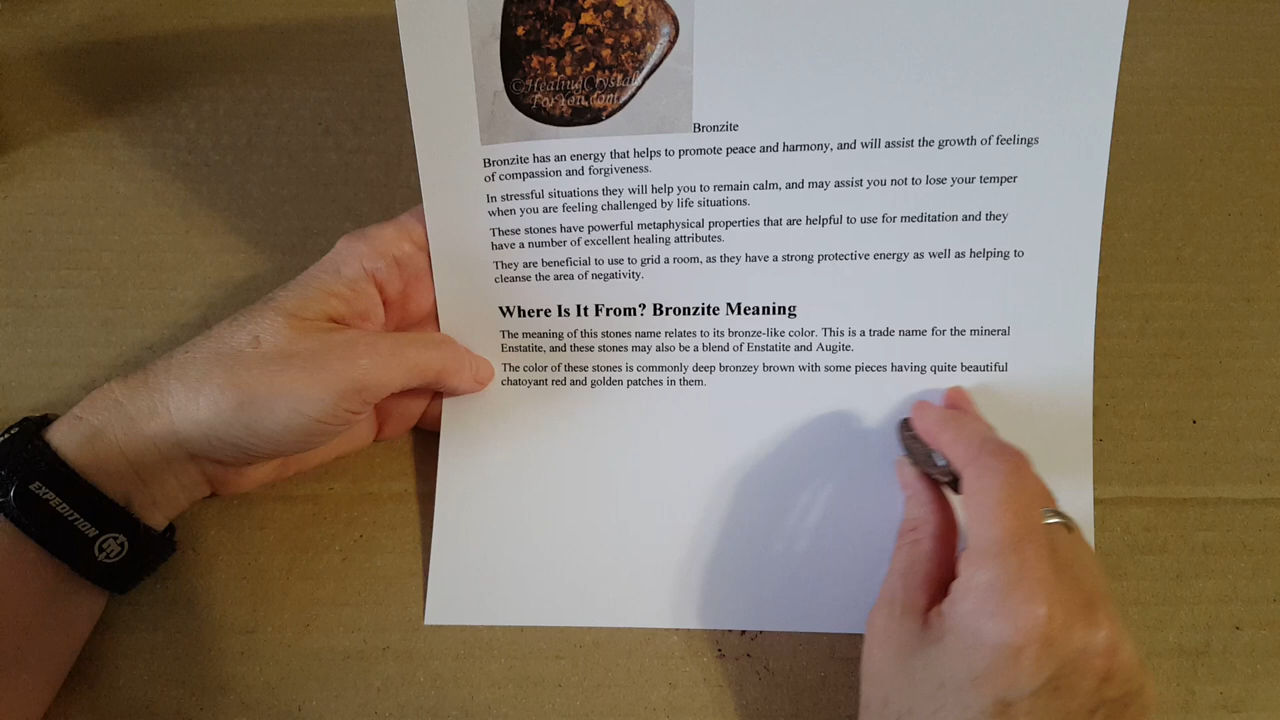 ©HealingCrystals
ForYou.com
Bronzite
Bronzite has an energy that helps to promote peace and harmony, and will assist the growth of feelings
of compassion and forgiveness.
In stressful situations they will help you to remain calm, and may assist you not to lose your temper
when you are feeling challenged by life situations.
These stones have powerful metaphysical properties that are helpful to use for meditation and they
have a number of excellent healing attributes.
They are beneficial to use to grid a room, as they have a strong protective energy as well as helping to
cleanse the area of negativity.
Where Is It From? Bronzite Meaning
The meaning of this stones name relates to its bronze-like color. This is a trade name for the mineral
Enstatite, and these stones may also be a blend of Enstatite and Augite.
The color of these stones is commonly deep bronzey brown with some pieces having quite beautiful
chatoyant red and golden patches in them.
EXPEDITION